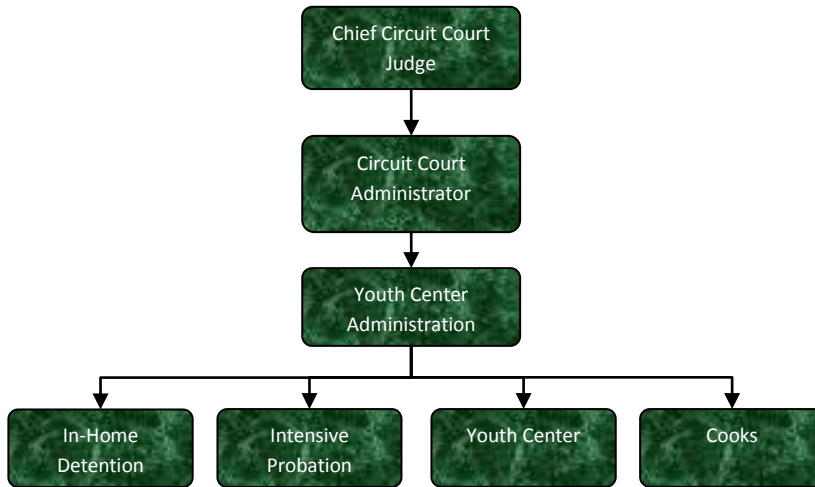 Chief Circuit Court
Judge
Circuit Court
Administrator
Youth Center
Administration
In-Home
Detention
Intensive
Probation
Youth Center
Cooks